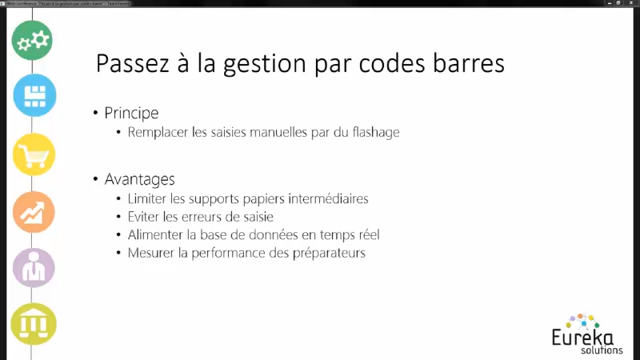 Passez à la gestion par codes barres
• Principe
• Remplacer les saisies manuelles par du flashage
• Avantages
• Limiter les supports papiers intermédiaires
• Eviter les erreurs de saisie
• Alimenter la base de données en temps réel
• Mesurer la performance des préparateurs
Eureka
solutions